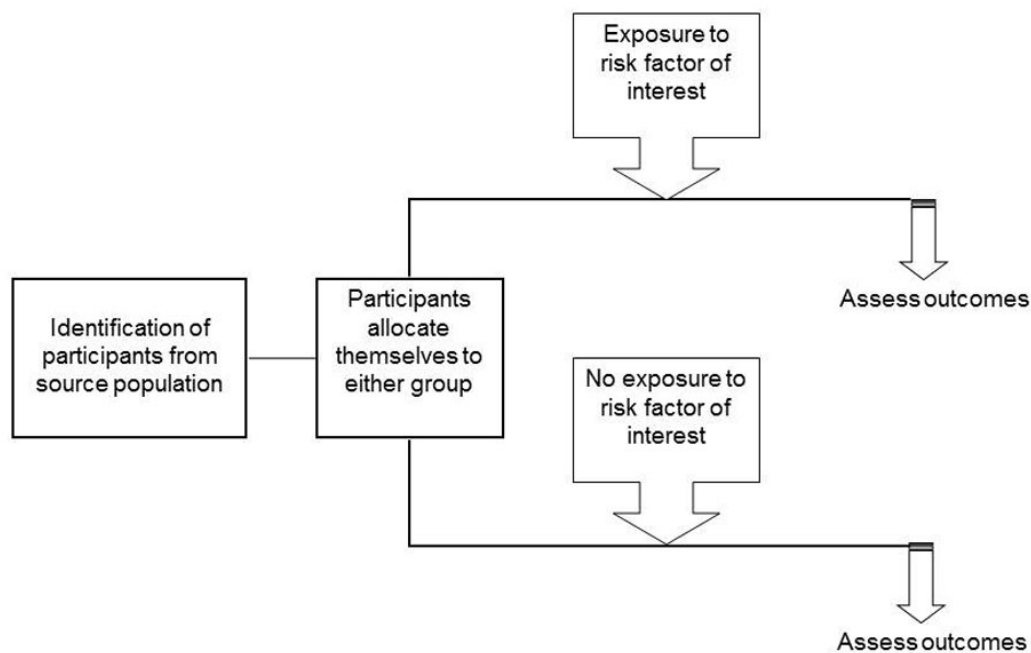 Exposure to
risk factor of
interest
Assess outcomes
Identification of
participants from
source population
Participants
allocate
themselves to
either group
No exposure to
risk factor of
interest
Assess outcomes